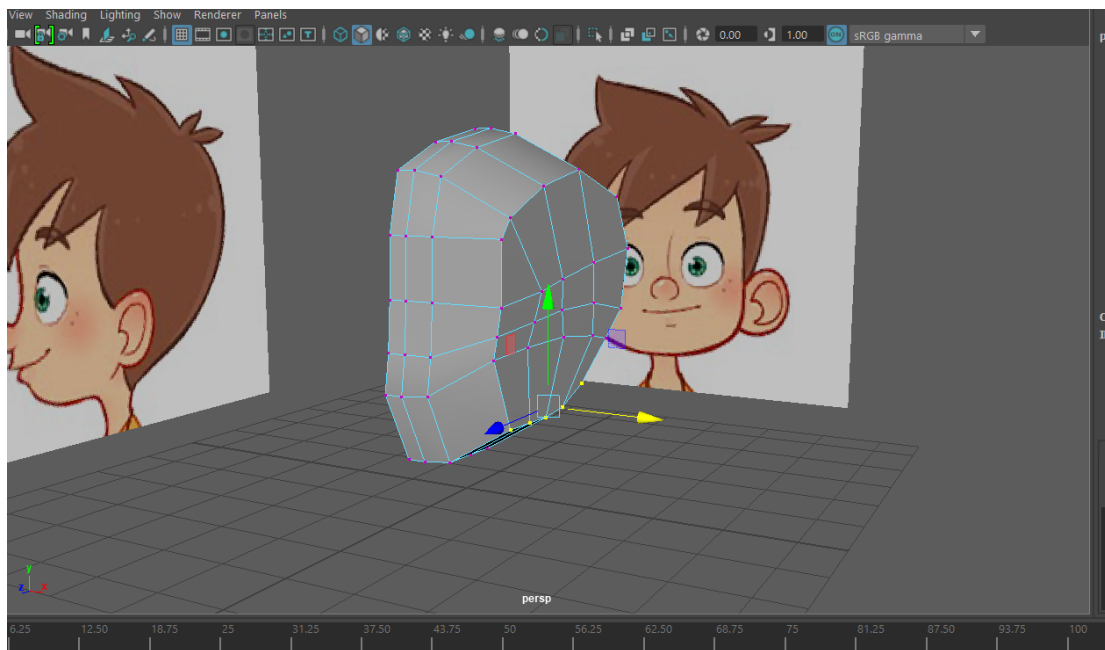 View Shading Lighting Show Renderer Panels
0.00 1.00 ON sRGB gamma
y
z x
persp
6.25 12.50 18.75 25 31.25 37.50 43.75 50 56.25 62.50 68.75 75 81.25 87.50 93.75 100